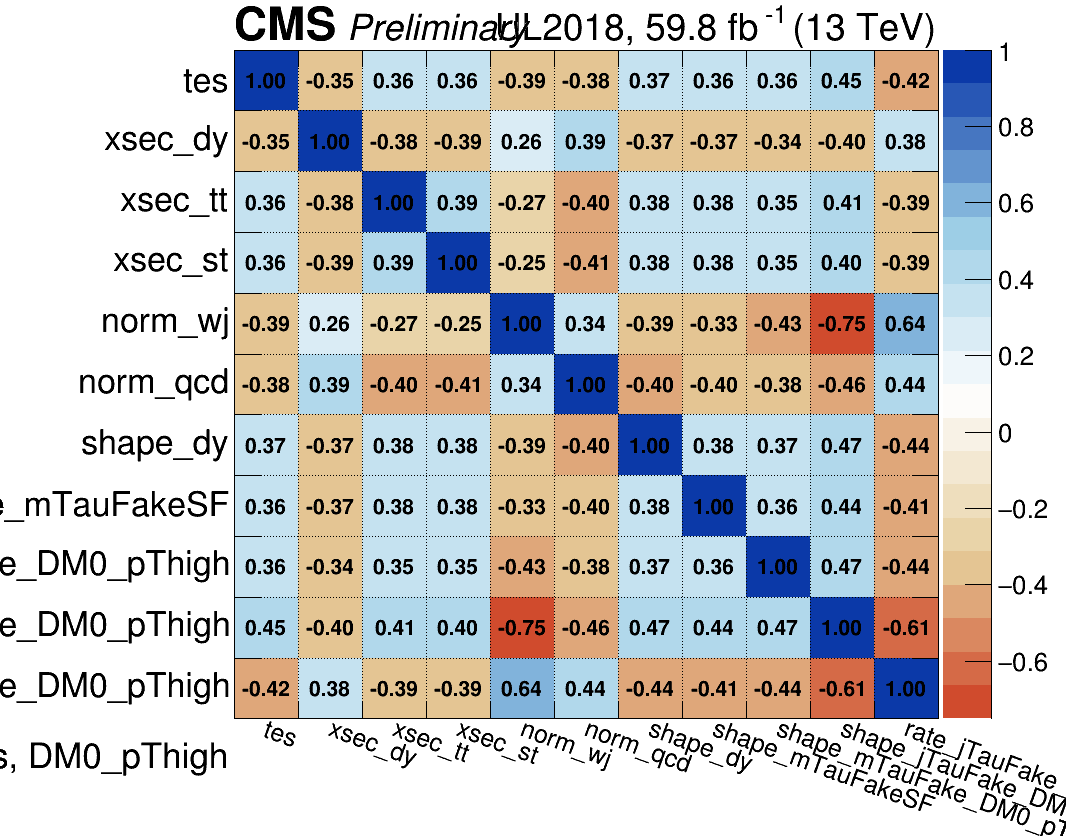 CMS Preliminary UL2018, 59.8 fb-1 (13 TeV)
tes 1.00 -0.35 0.36 0.36 -0.39 -0.38 0.37 0.36 0.36 0.45 -0.42
xsec_dy -0.35 1.00 -0.38 -0.39 0.26 0.39 -0.37 -0.37 -0.34 -0.40 0.38
xsec_tt 0.36 -0.38 1.00 0.39 -0.27 -0.40 0.38 0.38 0.35 0.41 -0.39
xsec_st 0.36 -0.39 0.39 1.00 -0.25 -0.41 0.38 0.38 0.35 0.40 -0.39
norm_wj -0.39 0.26 -0.27 -0.25 1.00 0.34 -0.39 -0.33 -0.43 -0.75 0.64
norm_qcd -0.38 0.39 -0.40 -0.41 0.34 1.00 -0.40 -0.40 -0.38 -0.46 0.44
shape_dy 0.37 -0.37 0.38 0.38 -0.39 -0.40 1.00 0.38 0.37 0.47 -0.44
e_mTauFakeSF 0.36 -0.37 0.38 0.38 -0.33 -0.40 0.38 1.00 0.36 0.44 -0.41
e_DM0_pThigh 0.36 -0.34 0.35 0.35 -0.43 -0.38 0.37 0.36 1.00 0.47 -0.44
e_DM0_pThigh 0.45 -0.40 0.41 0.40 -0.75 -0.46 0.47 0.44 0.47 1.00 -0.61
e_DM0_pThigh -0.42 0.38 -0.39 -0.39 0.64 0.44 -0.44 -0.41 -0.44 -0.61 1.00
s, DM0_pThigh
tes
xsec_dy
xsec_tt
xsec_st
norm_wj
norm_qcd
shape_dy
shape_mTauFakeSF
shape_mTauFake_DM0_pT
shape_jTauFake_DM
rate_jTauFake_
1
0.8
0.6
0.4
0.2
0
−0.2
−0.4
−0.6